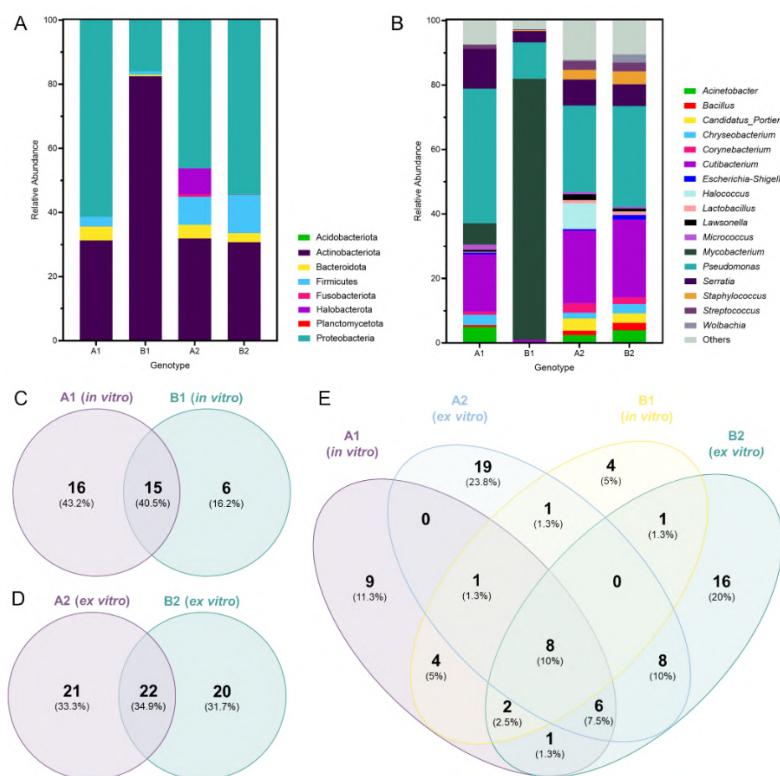 A
100
80
60
40
20
0
Relative Abundance
A1 B1 A2 B2
Genotype
Acidobacteriota
Actinobacteriota
Bacteroidota
Firmicutes
Fusobacteriota
Halobacterota
Planctomycetota
Proteobacteria
B
100
80
60
40
20
0
Relative Abundance
A1 B1 A2 B2
Genotype
Acinetobacter
Bacillus
Candidatus_Portier
Chryseobacterium
Corynebacterium
Cutibacterium
Escherichia-Shigell
Halococcus
Lactobacillus
Lawsonella
Micrococcus
Mycobacterium
Pseudomonas
Serratia
Staphylococcus
Streptococcus
Wolbachia
Others
C
A1 (in vitro) B1 (in vitro)
16 15 6
(43.2%) (40.5%) (16.2%)
D
A2 (ex vitro) B2 (ex vitro)
21 22 20
(33.3%) (34.9%) (31.7%)
E
A1
(in vitro)
A2
(ex vitro)
B1
(in vitro)
B2
(ex vitro)
19
(23.8%)
4
(5%)
0
1
(1.3%)
1
(1.3%)
9
(11.3%)
1
(1.3%)
0
16
(20%)
4
(5%)
8
(10%)
8
(10%)
2
(2.5%)
6
(7.5%)
1
(1.3%)